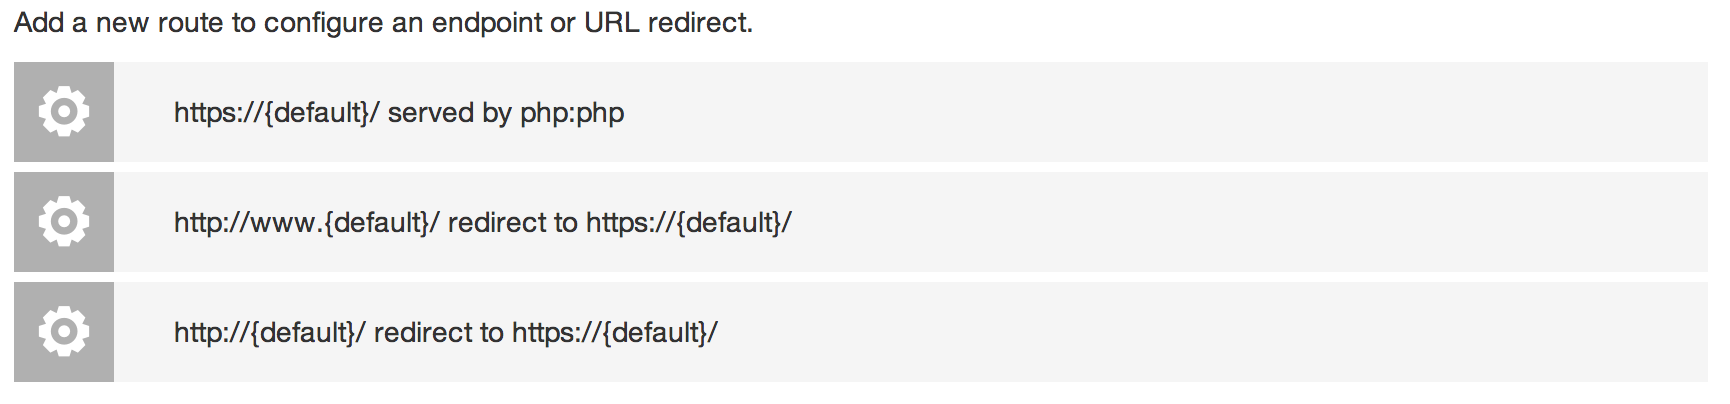 Add a new route to configure an endpoint or URL redirect.
https://{default}/ served by php:php
http://www.{default}/ redirect to https://{default}/
http://{default}/ redirect to https://{default}/